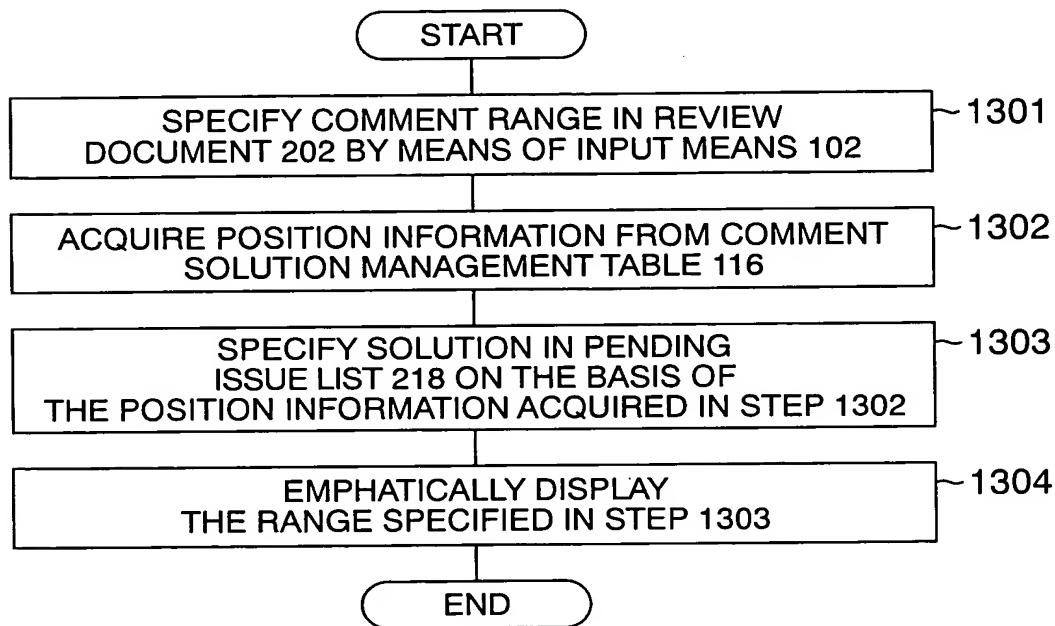 START
SPECIFY COMMENT RANGE IN REVIEW
DOCUMENT 202 BY MEANS OF INPUT MEANS 102
1301
ACQUIRE POSITION INFORMATION FROM COMMENT
SOLUTION MANAGEMENT TABLE 116
1302
SPECIFY SOLUTION IN PENDING
ISSUE LIST 218 ON THE BASIS OF
THE POSITION INFORMATION ACQUIRED IN STEP 1302
1303
EMPHATICALLY DISPLAY
THE RANGE SPECIFIED IN STEP 1303
1304
END